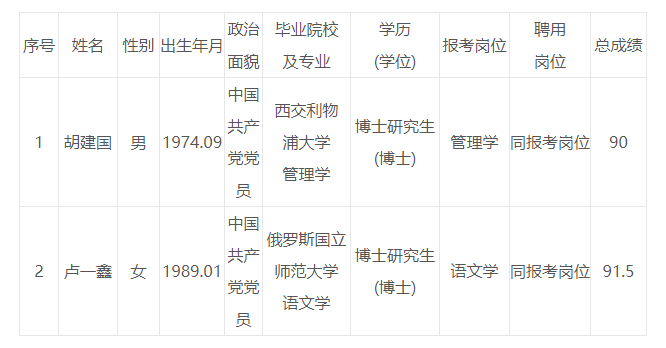 序号 姓名 性别 出生年月 政治面貌 毕业院校及专业 学历(学位) 报考岗位 聘用岗位 总成绩
1 胡建国 男 1974.09 中国共产党党员 西交利物浦大学管理学 博士研究生(博士) 管理学 同报考岗位 90
2 卢一鑫 女 1989.01 中国共产党党员 俄罗斯国立师范大学语文学 博士研究生(博士) 语文学 同报考岗位 91.5